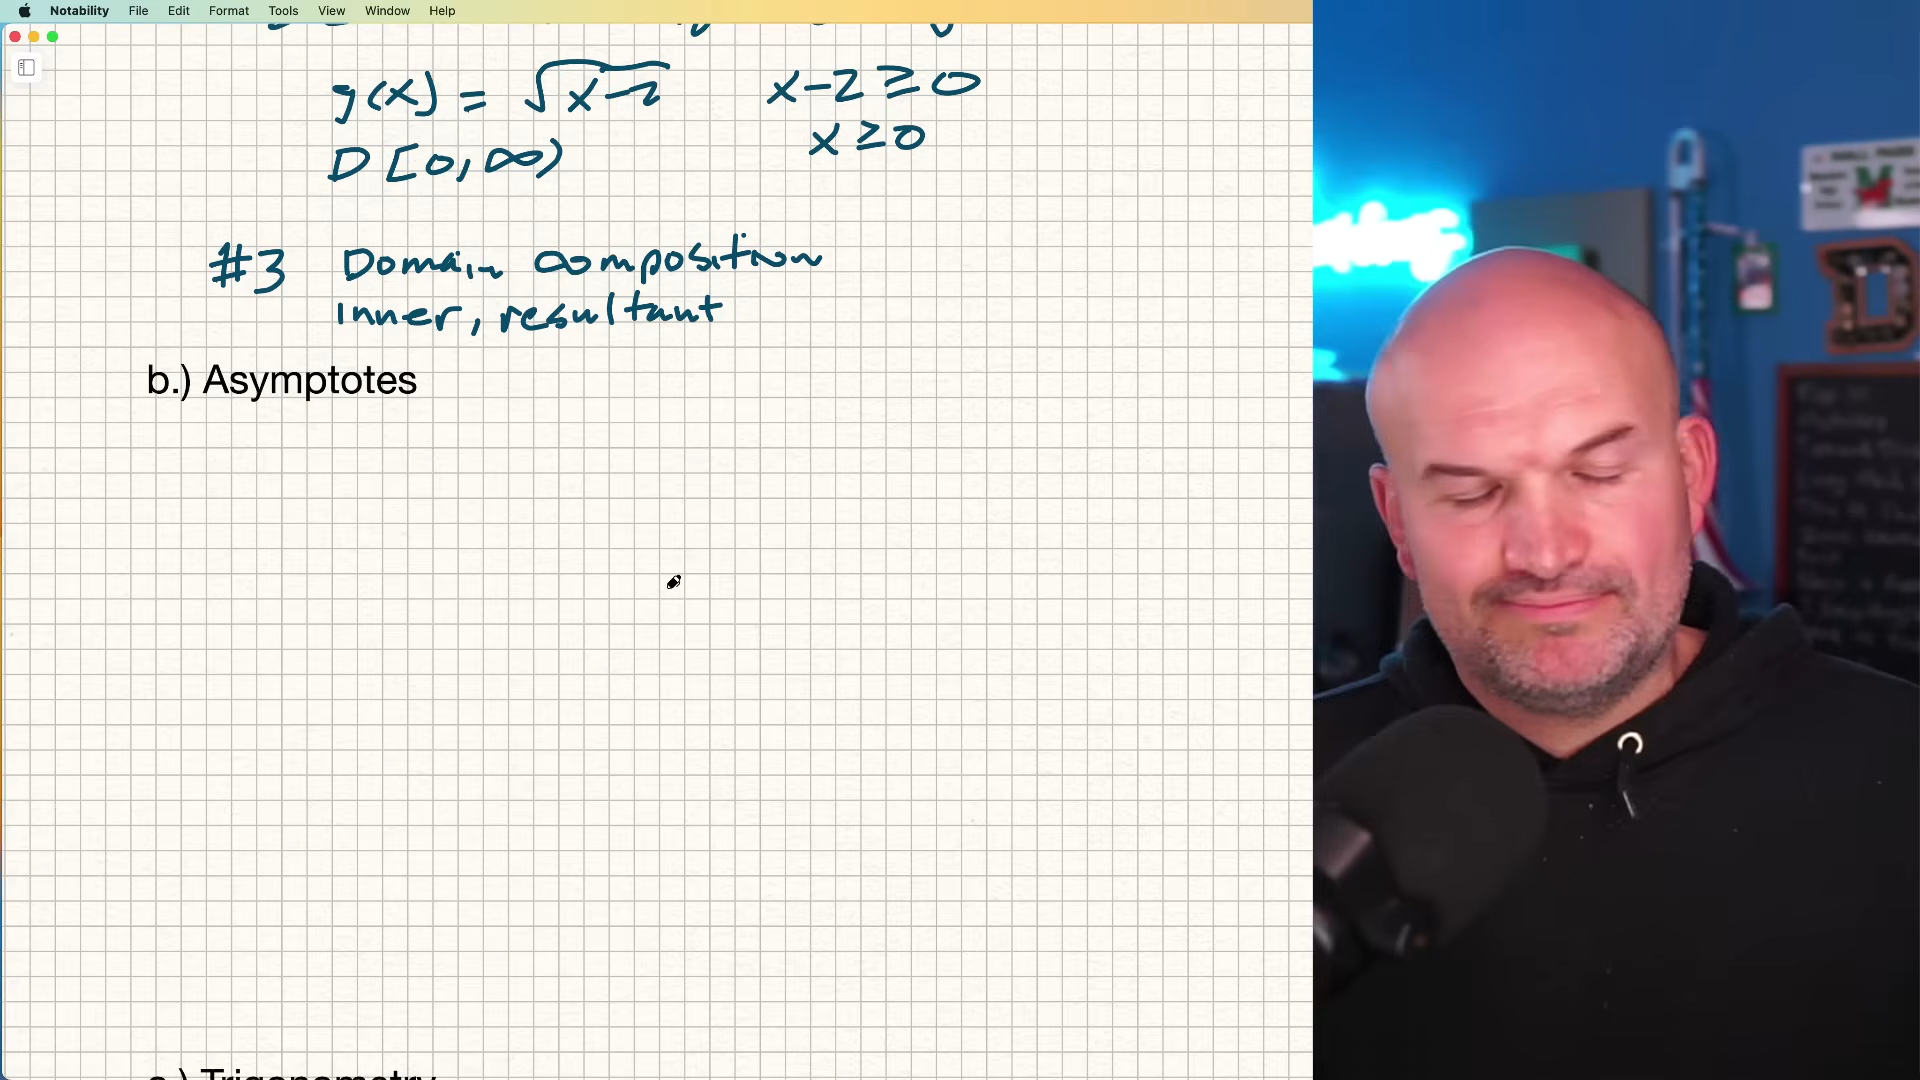 Notability File Edit Format Tools View Window Help
g(x) = √x-2 x-2 ≥ 0
x ≥ 0
D [0, ∞)
#3 Domain Composition
inner, resultant
b.) Asymptotes